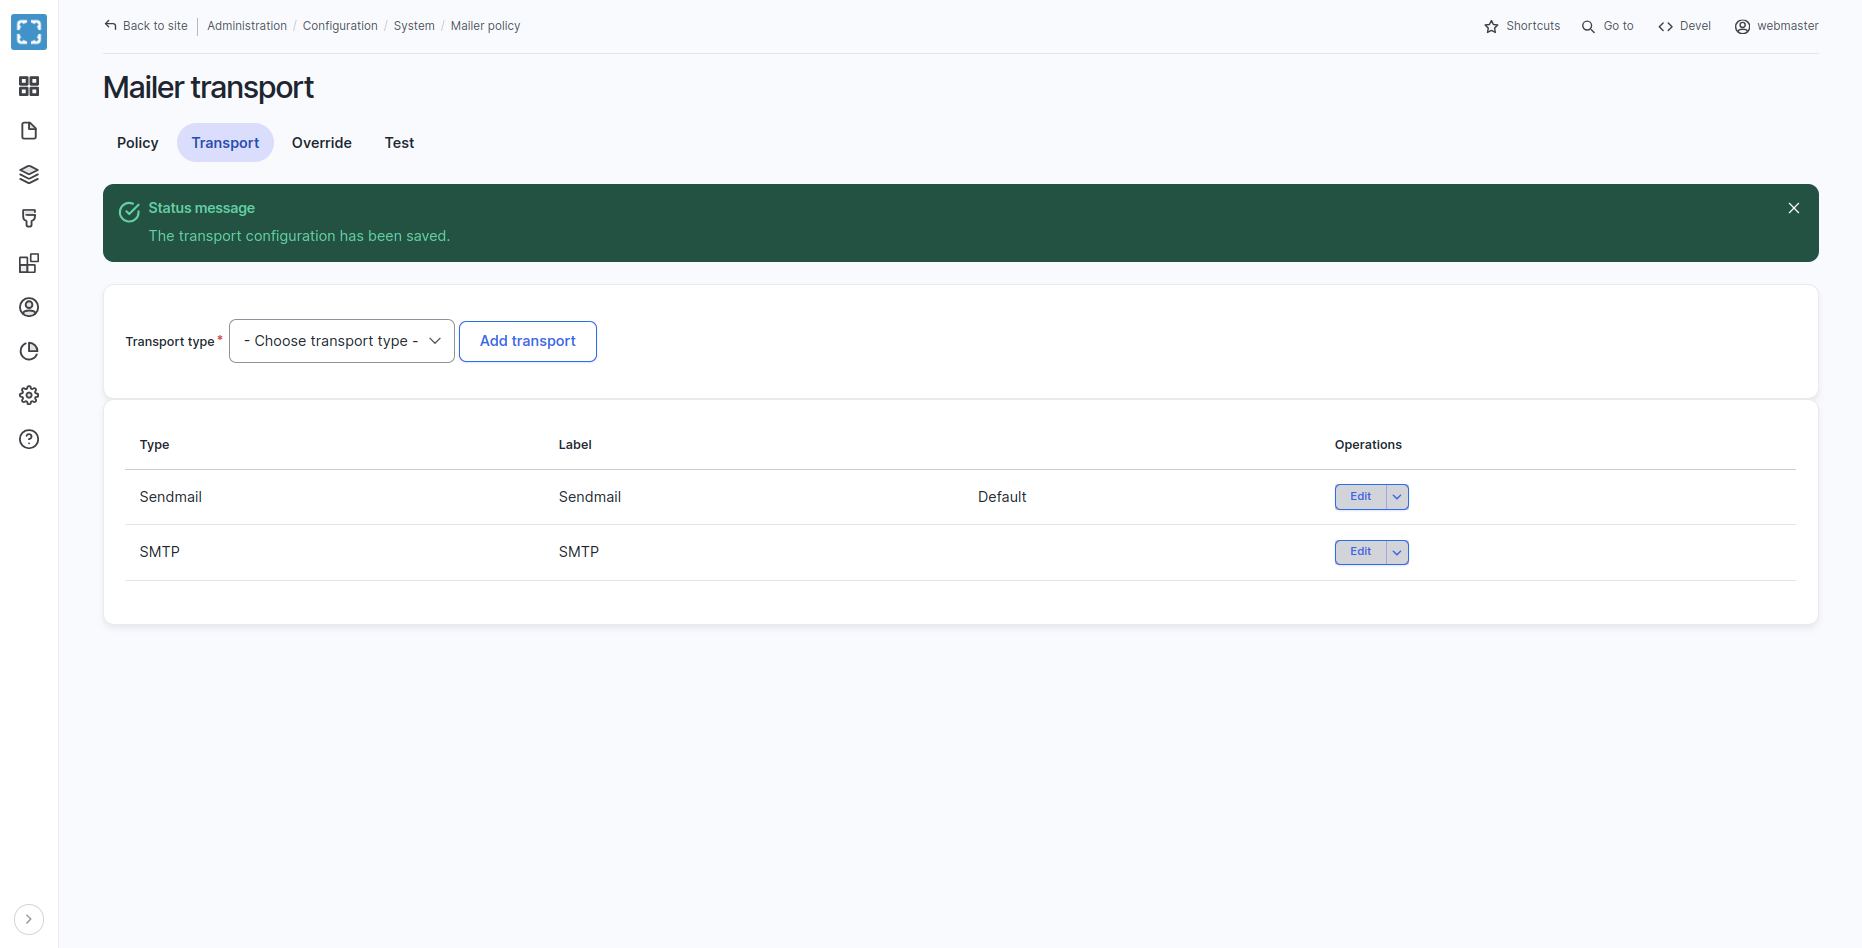 Back to site Administration / Configuration / System / Mailer policy Shortcuts Go to Devel webmaster
Mailer transport
Policy Transport Override Test
Status message
The transport configuration has been saved.
Transport type * - Choose transport type - Add transport
Type Label Operations
Sendmail Sendmail Default Edit
SMTP SMTP Edit